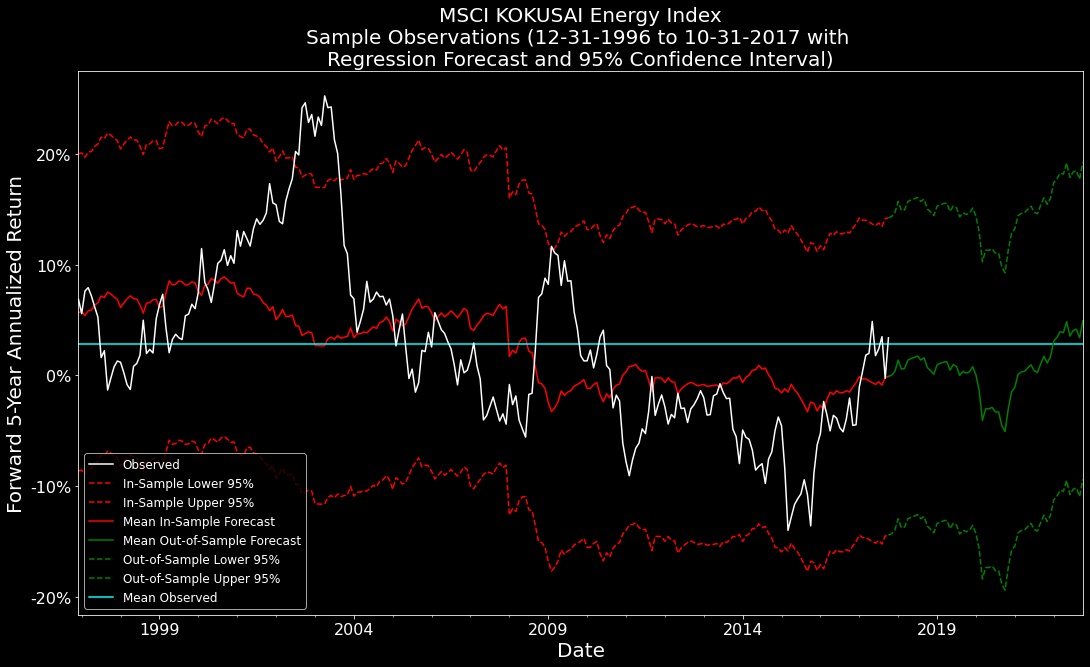 MSCI KOKUSAI Energy Index
Sample Observations (12-31-1996 to 10-31-2017 with
Regression Forecast and 95% Confidence Interval)
Forward 5-Year Annualized Return
20%
10%
0%
-10%
-20%
Observed
In-Sample Lower 95%
In-Sample Upper 95%
Mean In-Sample Forecast
Mean Out-of-Sample Forecast
Out-of-Sample Lower 95%
Out-of-Sample Upper 95%
Mean Observed
1999 2004 2009 2014 2019
Date